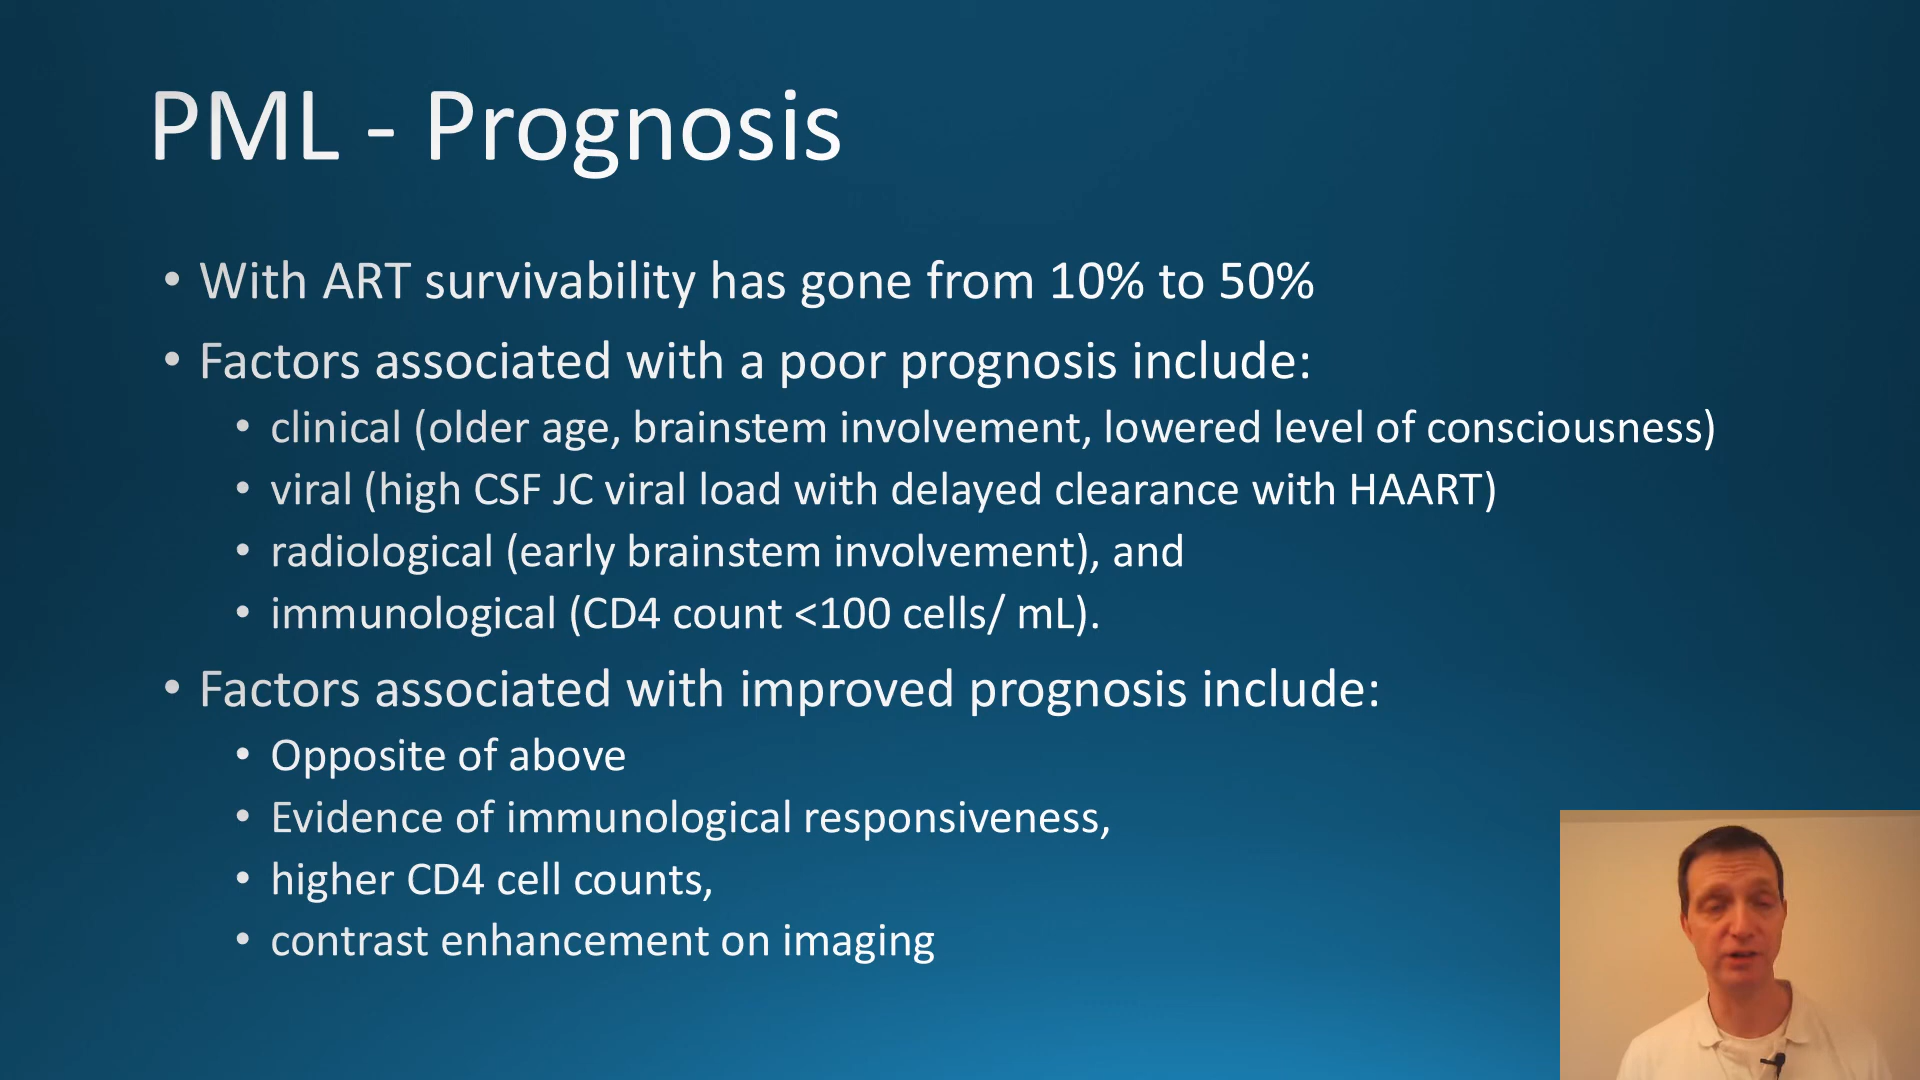 PML - Prognosis
• With ART survivability has gone from 10% to 50%
• Factors associated with a poor prognosis include:
• clinical (older age, brainstem involvement, lowered level of consciousness)
• viral (high CSF JC viral load with delayed clearance with HAART)
• radiological (early brainstem involvement), and
• immunological (CD4 count <100 cells/ mL).
• Factors associated with improved prognosis include:
• Opposite of above
• Evidence of immunological responsiveness,
• higher CD4 cell counts,
• contrast enhancement on imaging